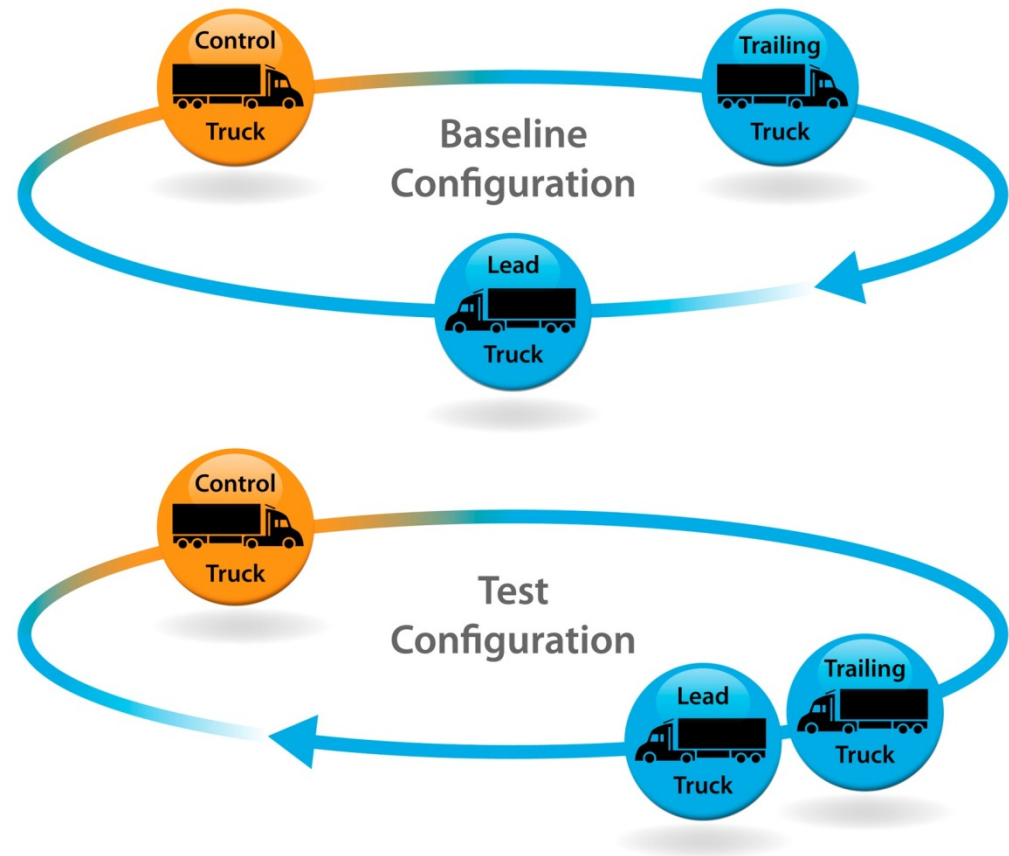 Control
Truck
Trailing
Truck
Baseline
Configuration
Lead
Truck
Control
Truck
Test
Configuration
Lead
Truck
Trailing
Truck